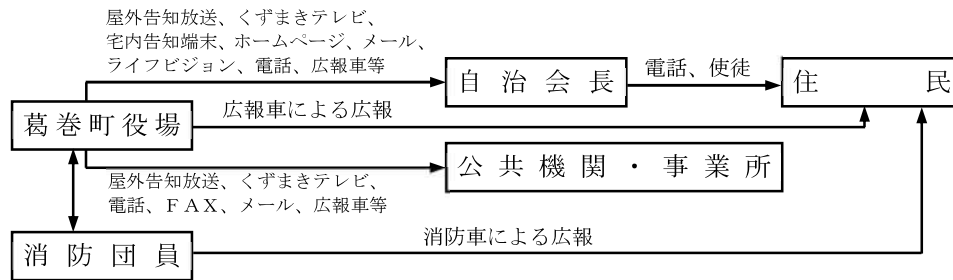 屋外告知放送、くずまきテレビ、
宅内告知端末、ホームページ、メール、
ライフビジョン、電話、広報車等
自治会長
電話、使徒
住民
葛巻町役場
広報車による広報
公共機関・事業所
屋外告知放送、くずまきテレビ、
電話、ＦＡＸ、メール、広報車等
消防団員
消防車による広報